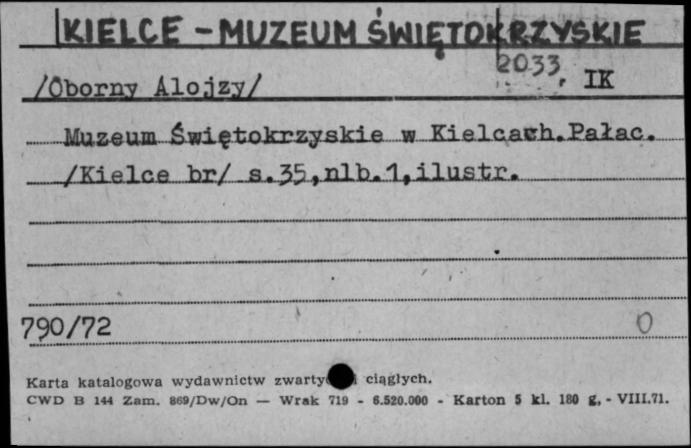 KIELCE - MUZEUM ŚWIĘTOKRZYSKIE
2033, IK
/Oborny Alojzy/
Muzeum Świętokrzyskie w Kielcach.Pałac.
/Kielce br/ s.35,nlb.1,ilustr.
790/72 0
Karta katalogowa wydawnictw ciągłych.
CWD B 144 Zam. 869/Dw/On — Wrak 719 - 6.520.000 - Karton 5 kl. 180 g, - VIII.71.